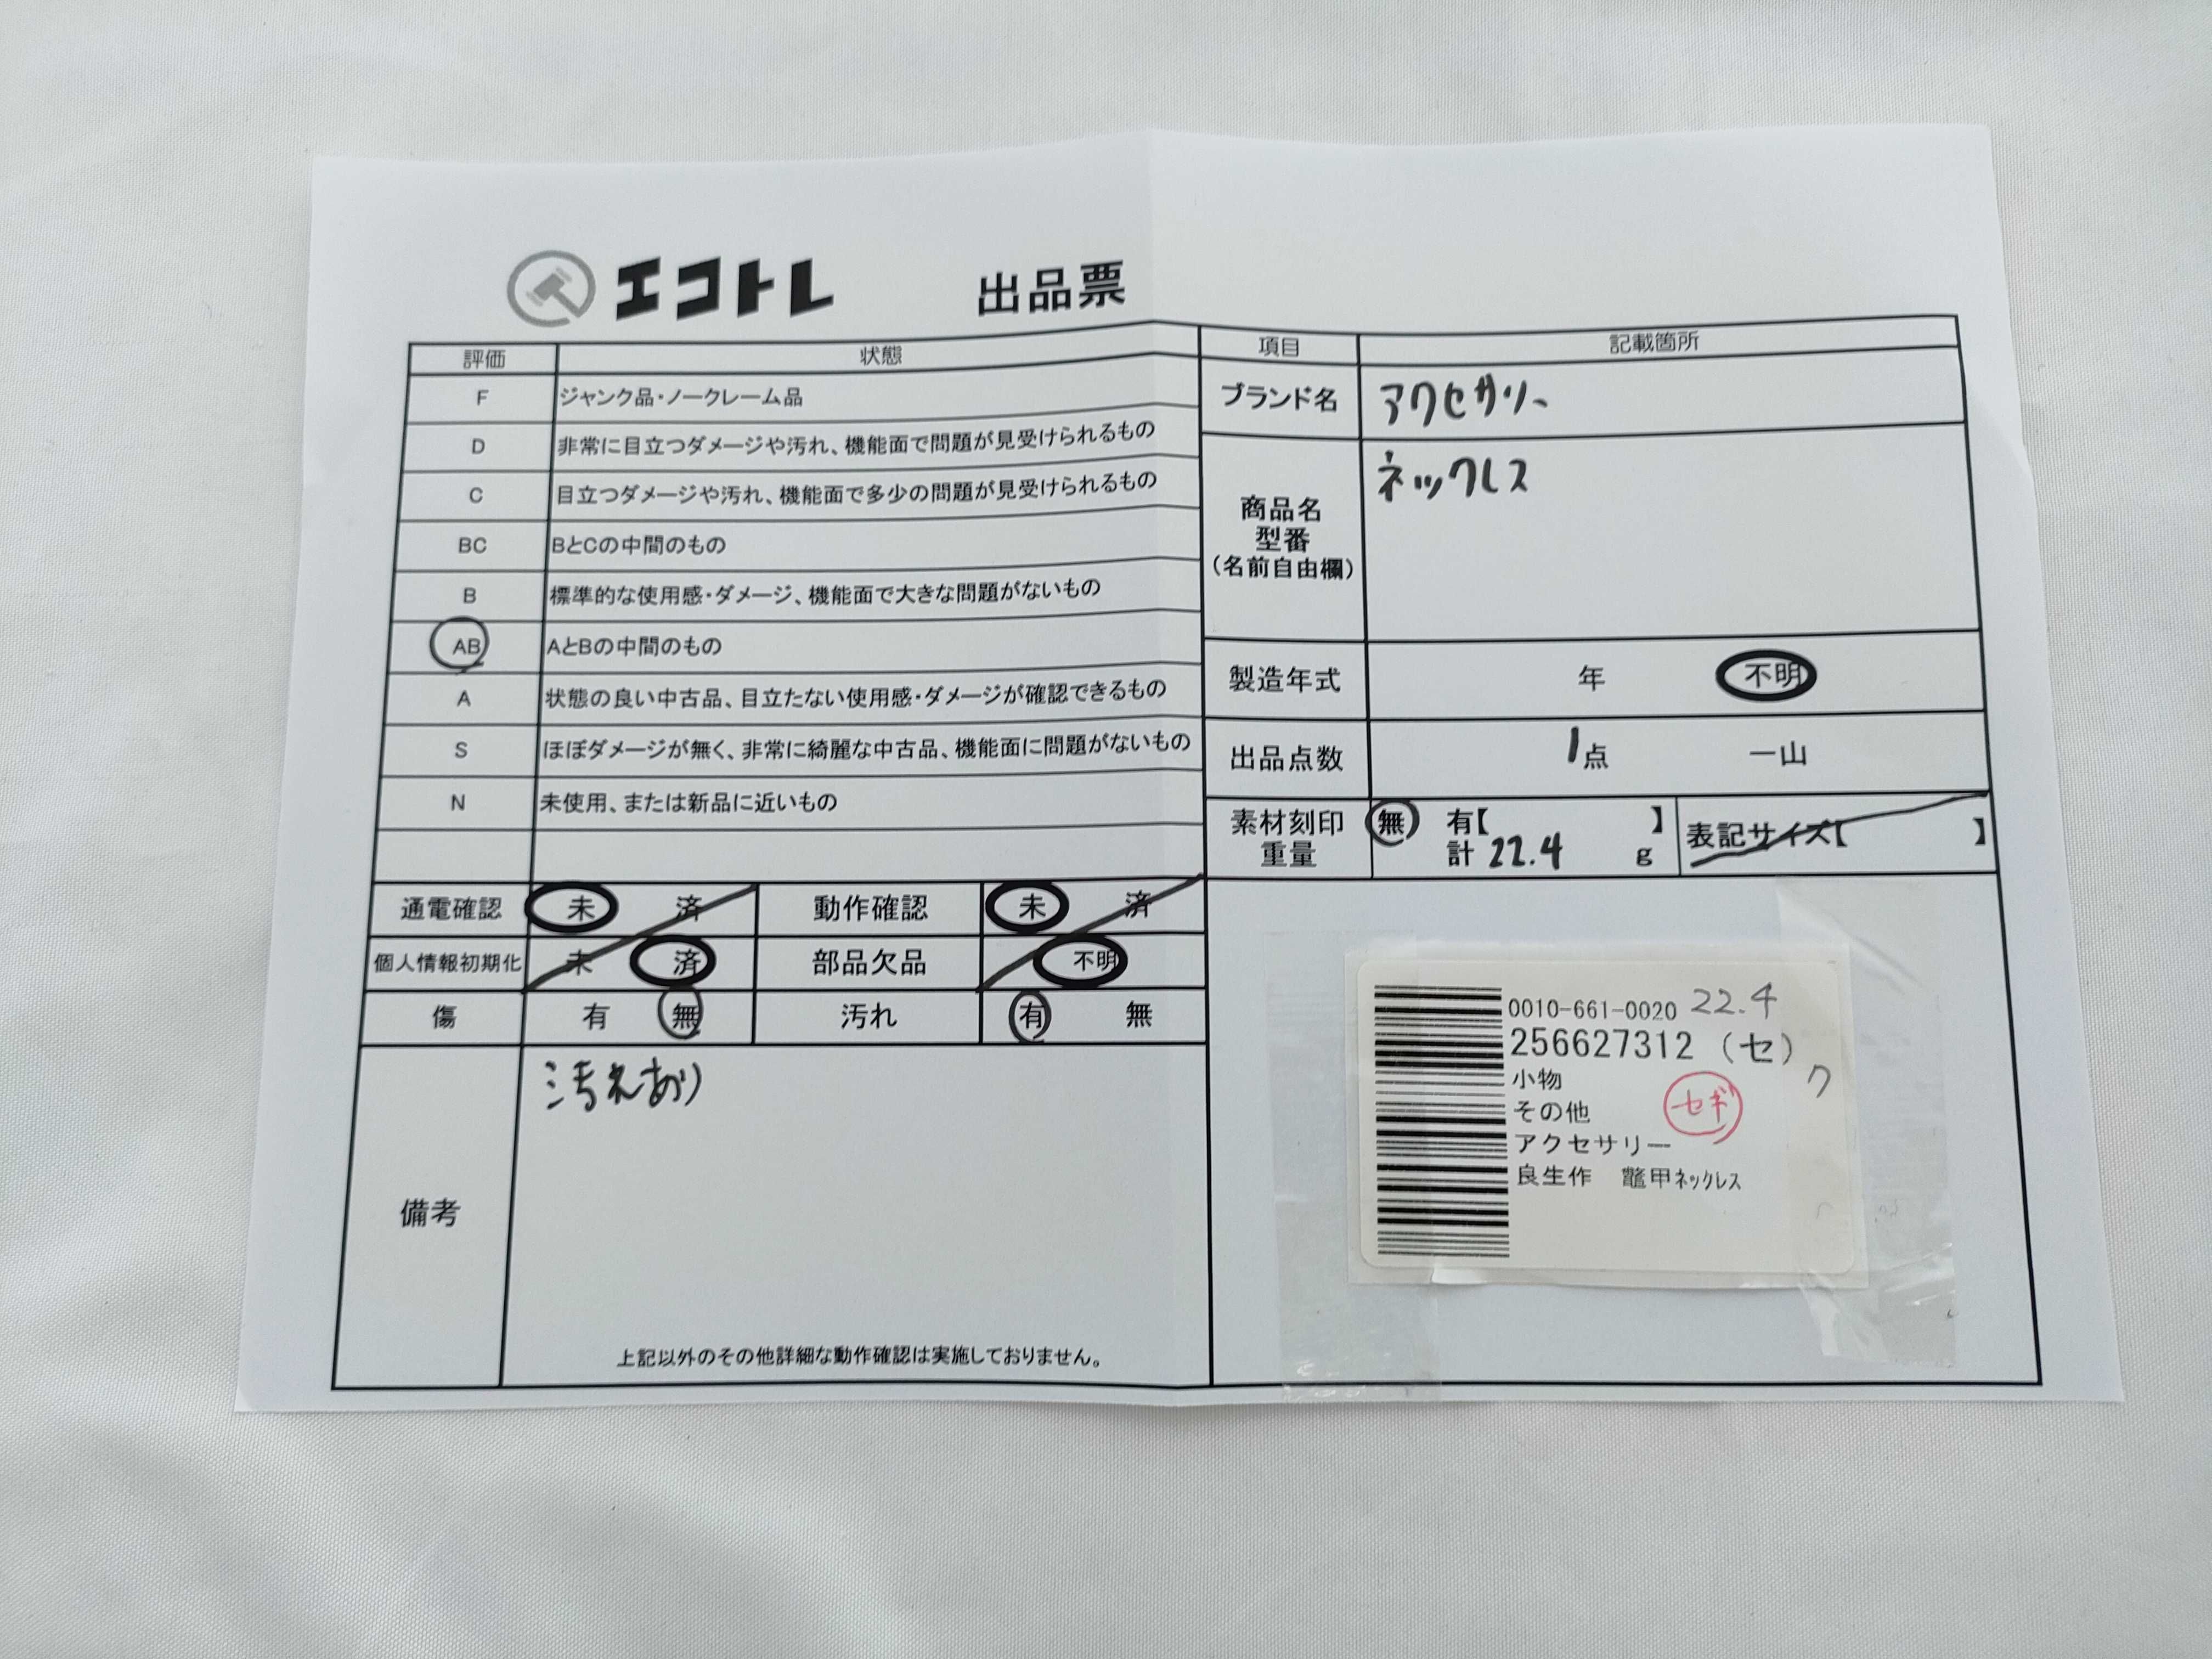 エコトレ 出品票
評価 状態
F ジャンク品・ノークレーム品
D 非常に目立つダメージや汚れ、機能面で問題が見受けられるもの
C 目立つダメージや汚れ、機能面で多少の問題が見受けられるもの
BC BとCの中間のもの
B 標準的な使用感・ダメージ、機能面で大きな問題がないもの
AB AとBの中間のもの
A 状態の良い中古品、目立たない使用感・ダメージが確認できるもの
S ほぼダメージが無く、非常に綺麗な中古品、機能面に問題がないもの
N 未使用、または新品に近いもの
通電確認 未 済 動作確認 未 済
個人情報初期化 未 済 部品欠品 不明
傷 有 無 汚れ 有 無
備考 汚れあり
上記以外のその他詳細な動作確認は実施しておりません。
項目 記載箇所
ブランド名 アクセサリー
商品名 ネックレス
型番
(名前自由欄)
製造年式 年 不明
出品点数 1点 一山
素材刻印 無 有【 】 表記サイズ【 】
重量 計 22.4 g
0010-661-0020 22.4
256627312 (セ)
ワ
小物
その他 セギ
アクセサリー
良生作 鼈甲ネックレス